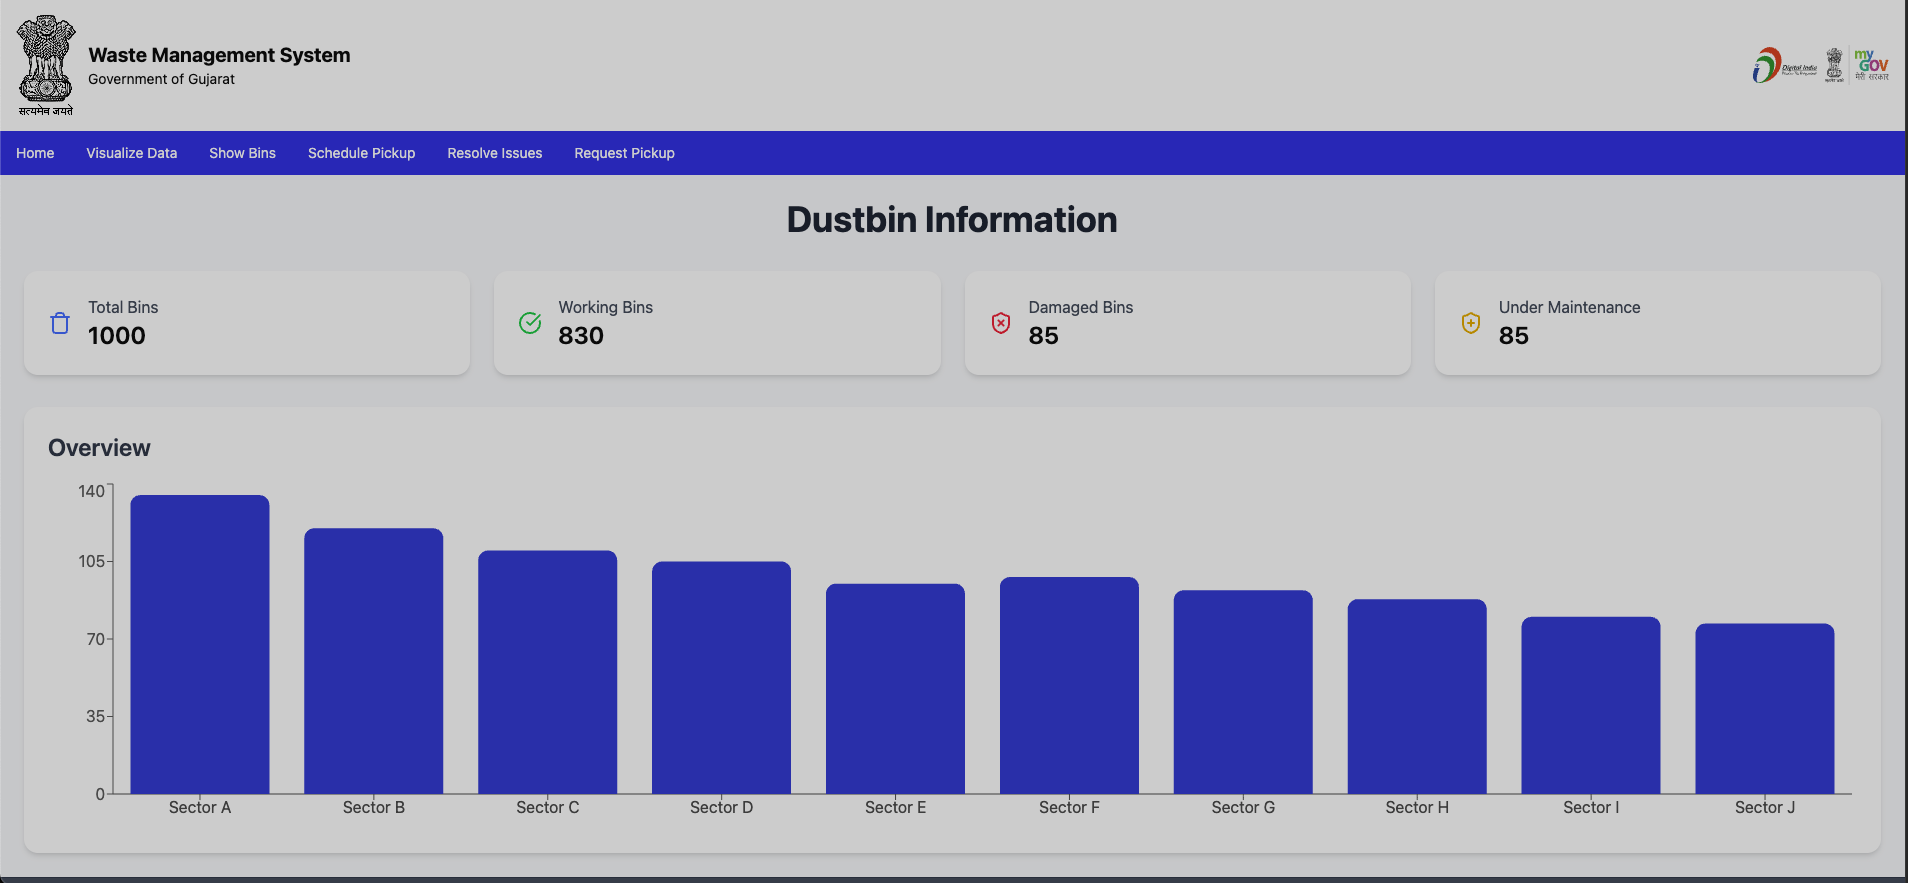 सत्यमेव जयते
Waste Management System
Government of Gujarat
Digital India
my
GOV
मेरी सरकार
Home Visualize Data Show Bins Schedule Pickup Resolve Issues Request Pickup
Dustbin Information
Total Bins
1000
Working Bins
830
Damaged Bins
85
Under Maintenance
85
Overview
140
105
70
35
0
Sector A Sector B Sector C Sector D Sector E Sector F Sector G Sector H Sector I Sector J